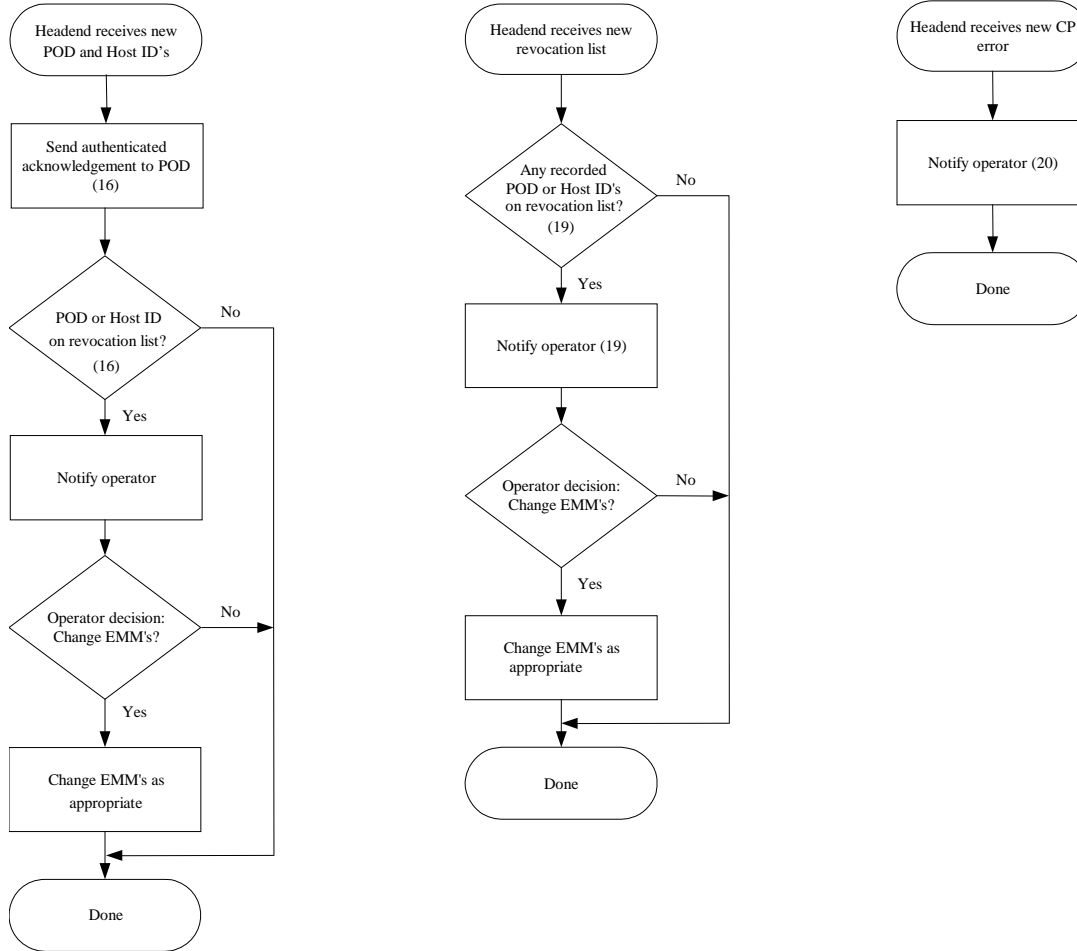 Headend receives new
POD and Host ID's
Send authenticated
acknowledgement to POD
(16)
POD or Host ID
on revocation list?
(16)
No
Yes
Notify operator
Operator decision:
Change EMM's?
No
Yes
Change EMM's as
appropriate
Done
Headend receives new
revocation list
Any recorded
POD or Host ID's
on revocation list?
(19)
No
Yes
Notify operator (19)
Operator decision:
Change EMM's?
No
Yes
Change EMM's as
appropriate
Done
Headend receives new CP
error
Notify operator (20)
Done